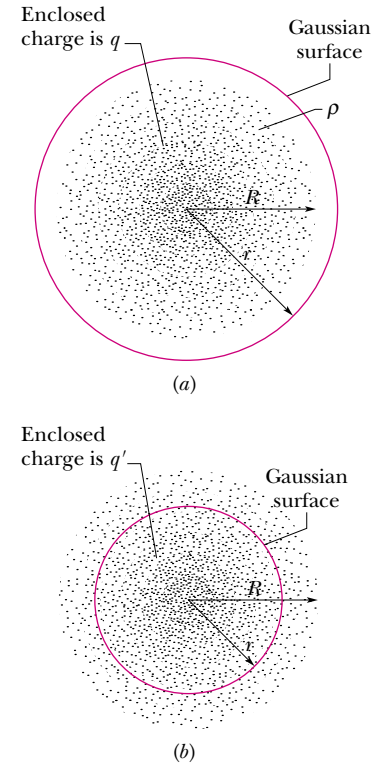 Enclosed
charge is q
Gaussian
surface
ρ
R
r
(a)
Enclosed
charge is q′
Gaussian
surface
R
r
(b)